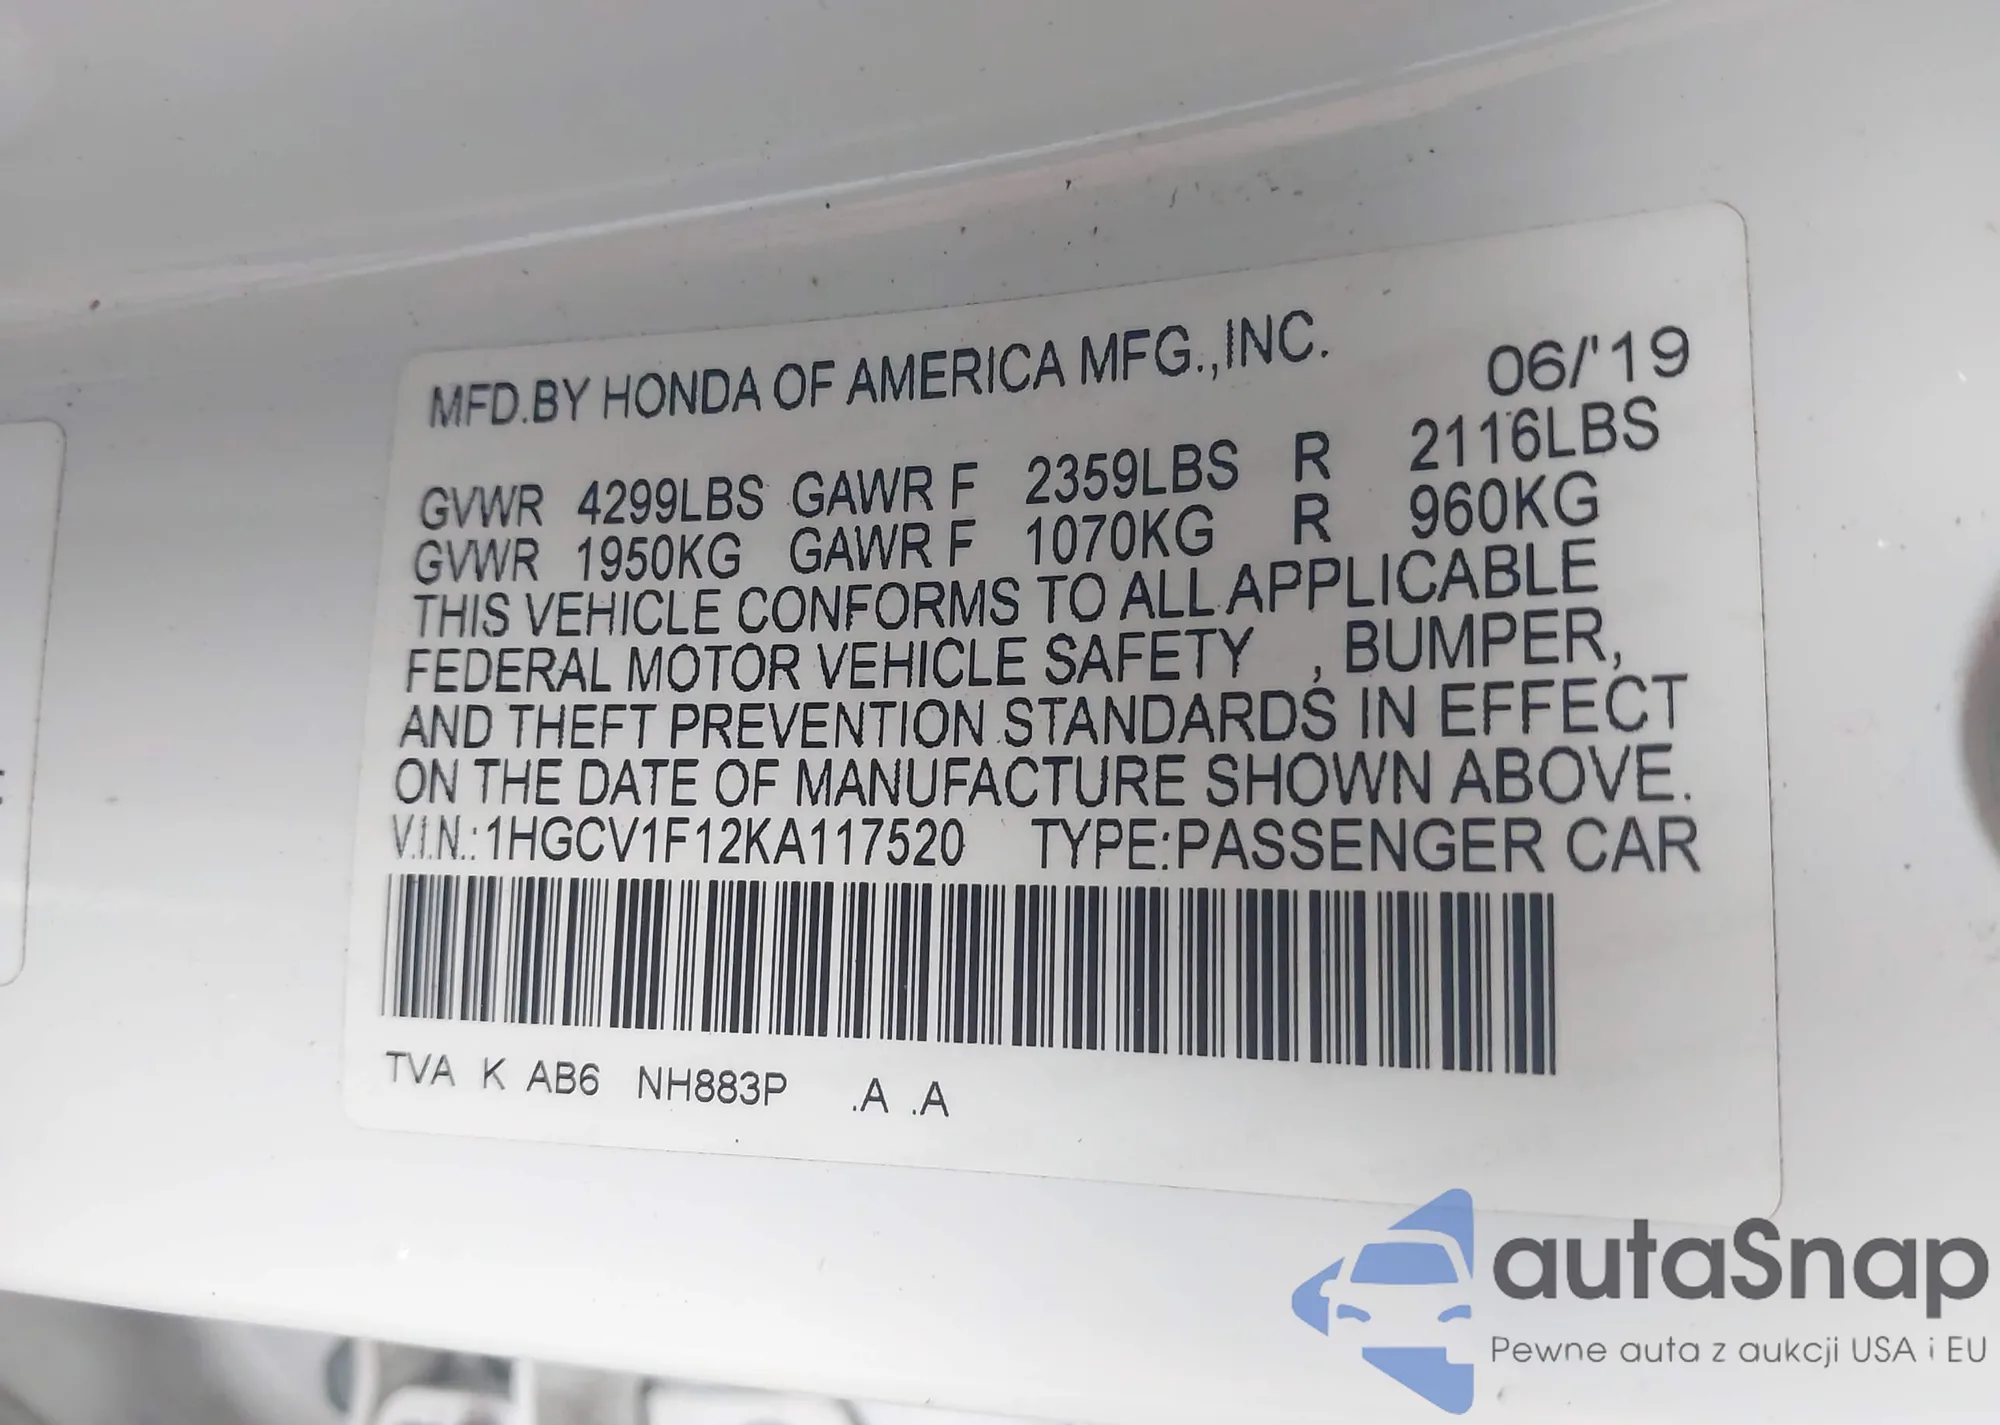 MFD.BY HONDA OF AMERICA MFG.,INC. 06/'19
GVWR 4299LBS GAWR F 2359LBS R 2116LBS
GVWR 1950KG GAWR F 1070KG R 960KG
THIS VEHICLE CONFORMS TO ALL APPLICABLE
FEDERAL MOTOR VEHICLE SAFETY , BUMPER,
AND THEFT PREVENTION STANDARDS IN EFFECT
ON THE DATE OF MANUFACTURE SHOWN ABOVE.
V.I.N.: 1HGCV1F12KA117520 TYPE:PASSENGER CAR
TVA K AB6 NH883P .A .A
autaSnap
Pewne auta z aukcji USA i EU